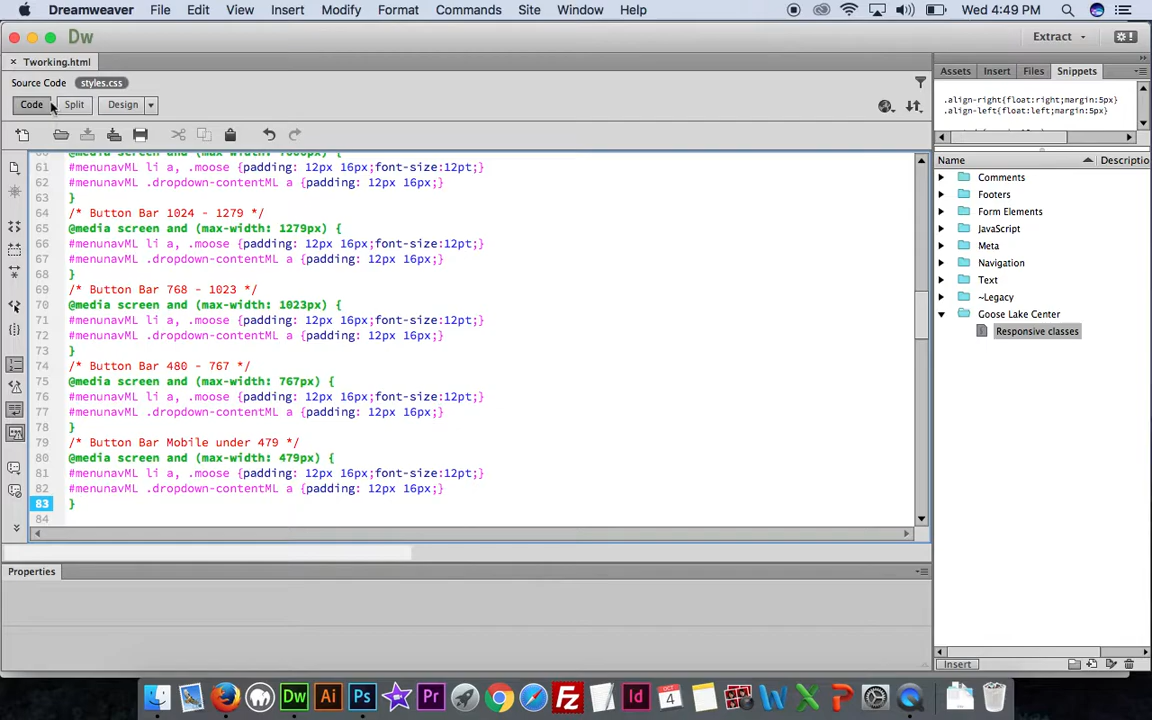 Dreamweaver File Edit View Insert Modify Format Commands Site Window Help Wed 4:49 PM
Dw Extract
Tworking.html Assets Insert Files Snippets
Source Code styles.css
Code Split Design
.align-right{float:right;margin:5px}
.align-left{float:left;margin:5px}
61 #menunavML li a, .moose {padding: 12px 16px;font-size:12pt;}
62 #menunavML .dropdown-contentML a {padding: 12px 16px;}
63 }
64 /* Button Bar 1024 - 1279 */
65 @media screen and (max-width: 1279px) {
66 #menunavML li a, .moose {padding: 12px 16px;font-size:12pt;}
67 #menunavML .dropdown-contentML a {padding: 12px 16px;}
68 }
69 /* Button Bar 768 - 1023 */
70 @media screen and (max-width: 1023px) {
71 #menunavML li a, .moose {padding: 12px 16px;font-size:12pt;}
72 #menunavML .dropdown-contentML a {padding: 12px 16px;}
73 }
74 /* Button Bar 480 - 767 */
75 @media screen and (max-width: 767px) {
76 #menunavML li a, .moose {padding: 12px 16px;font-size:12pt;}
77 #menunavML .dropdown-contentML a {padding: 12px 16px;}
78 }
79 /* Button Bar Mobile under 479 */
80 @media screen and (max-width: 479px) {
81 #menunavML li a, .moose {padding: 12px 16px;font-size:12pt;}
82 #menunavML .dropdown-contentML a {padding: 12px 16px;}
83 }
84
Name Descriptio
Comments
Footers
Form Elements
JavaScript
Meta
Navigation
Text
~Legacy
Goose Lake Center
Responsive classes
Properties
Insert
Dw Ai Ps Pr Fz Id OCT 4